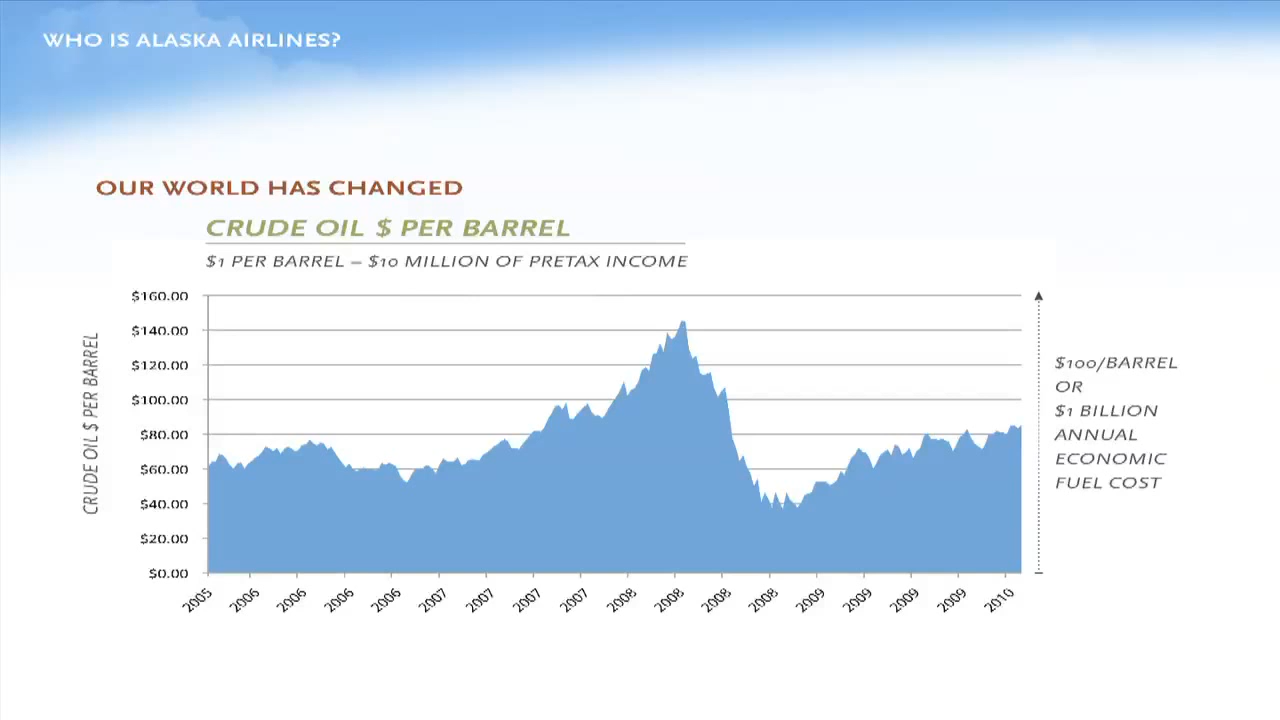 WHO IS ALASKA AIRLINES?
OUR WORLD HAS CHANGED
CRUDE OIL $ PER BARREL
$1 PER BARREL – $10 MILLION OF PRETAX INCOME
CRUDE OIL $ PER BARREL
$160.00
$140.00
$120.00
$100.00
$80.00
$60.00
$40.00
$20.00
$0.00
2005 2006 2006 2006 2006 2007 2007 2007 2007 2008 2008 2008 2008 2009 2009 2009 2009 2010
$100/BARREL
OR
$1 BILLION
ANNUAL
ECONOMIC
FUEL COST